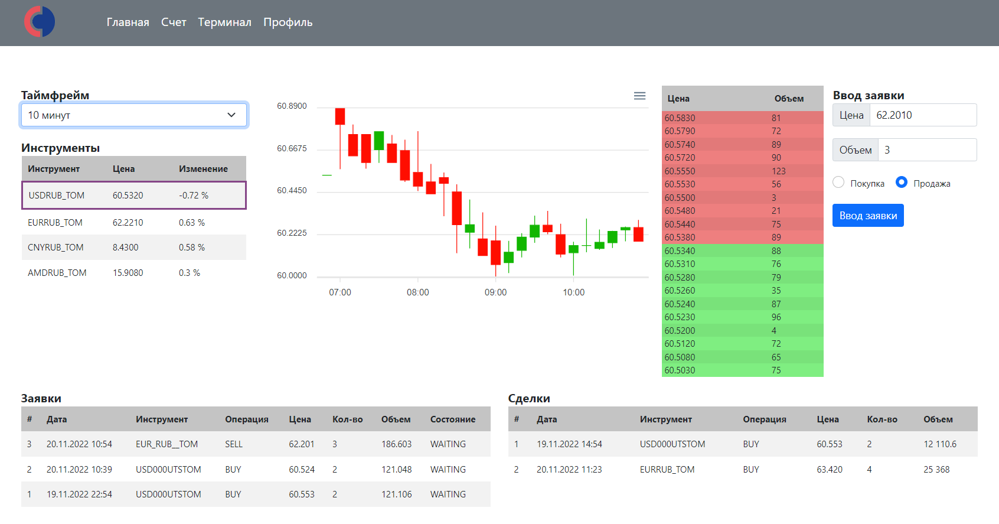 Главная Счет Терминал Профиль
Таймфрейм
10 минут
Инструменты
Инструмент Цена Изменение
USDRUB_TOM 60.5320 -0.72 %
EURRUB_TOM 62.2210 0.63 %
CNYRUB_TOM 8.4300 0.58 %
AMDRUB_TOM 15.9080 0.3 %
60.8900
60.6675
60.4450
60.2225
60.0000
07:00 08:00 09:00 10:00
Цена Объем
60.5830 81
60.5790 72
60.5740 89
60.5720 90
60.5550 123
60.5530 56
60.5500 3
60.5480 21
60.5440 75
60.5380 89
60.5340 88
60.5310 76
60.5280 79
60.5260 35
60.5240 87
60.5230 96
60.5200 4
60.5120 72
60.5080 65
60.5030 75
Ввод заявки
Цена 62.2010
Объем 3
Покупка Продажа
Ввод заявки
Заявки
# Дата Инструмент Операция Цена Кол-во Объем Состояние
3 20.11.2022 10:54 EUR_RUB__TOM SELL 62.201 3 186.603 WAITING
2 20.11.2022 10:39 USD000UTSTOM BUY 60.524 2 121.048 WAITING
1 19.11.2022 22:54 USD000UTSTOM BUY 60.553 2 121.106 WAITING
Сделки
# Дата Инструмент Операция Цена Кол-во Объем
1 19.11.2022 14:54 USD000UTSTOM BUY 60.553 2 12 110.6
2 20.11.2022 11:23 EURRUB_TOM BUY 63.420 4 25 368